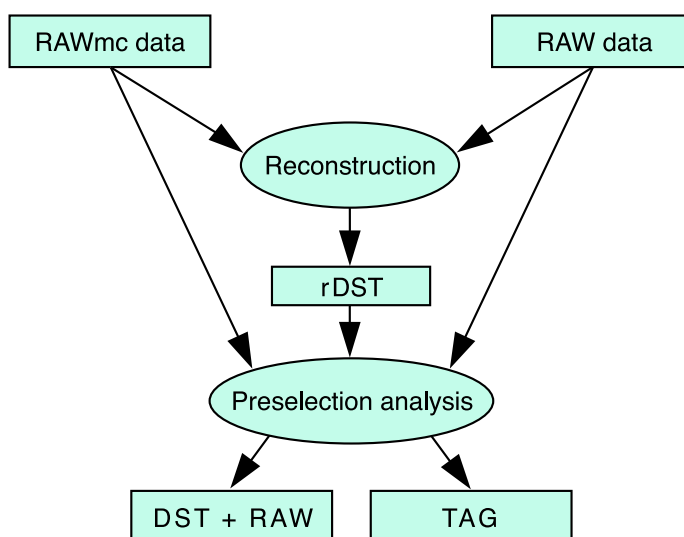 RAWmc data
RAW data
Reconstruction
rDST
Preselection analysis
DST + RAW
TAG